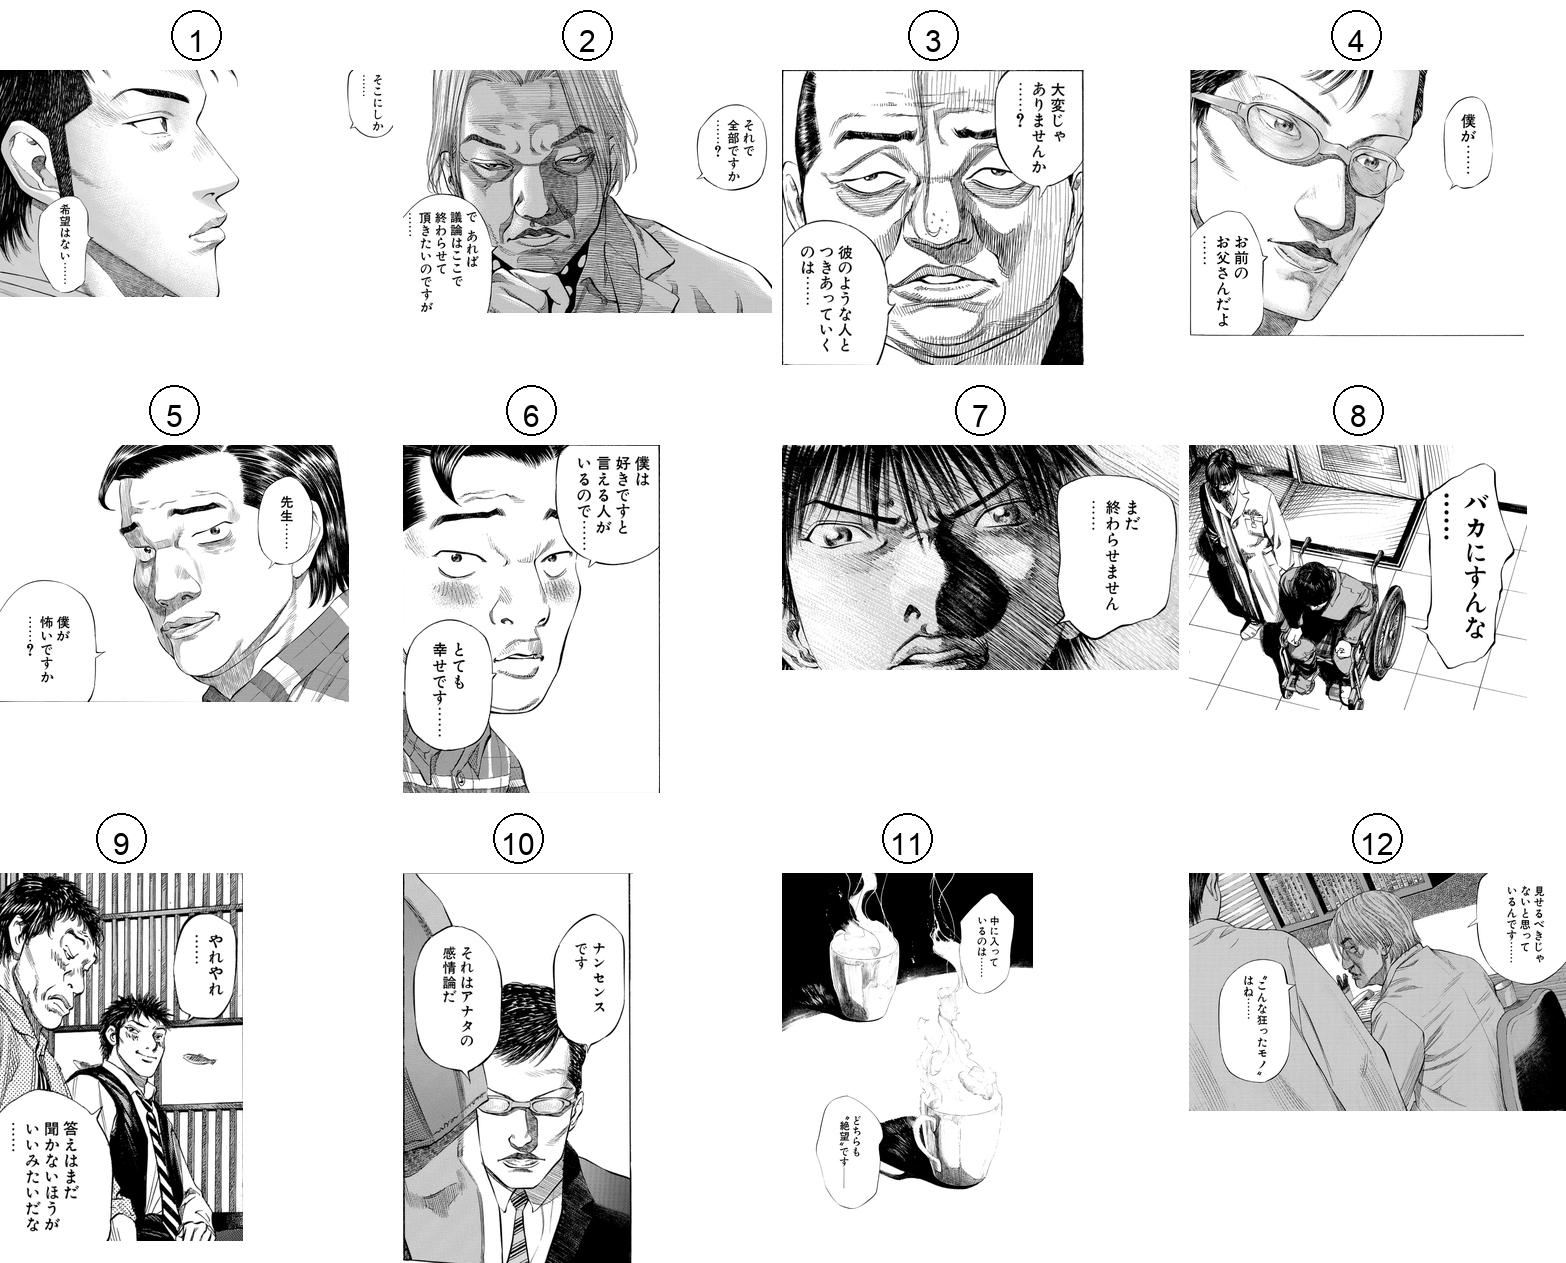 1
そこにしか
……
希望はない……
2
それで
全部ですか
……?
で あれば
議論はここで
終わらせて
頂きたいのですが
……
3
大変じゃ
ありませんか
……?
彼のような人と
つきあっていく
のは……
4
僕が……
お前の
お父さんだよ
……
5
先生……
僕が
怖いですか
……?
6
僕は
好きですと
言える人が
いるので……
とても
幸せです……
7
まだ
終わらせません
……
8
バカにすんな
……
9
やれやれ
……
答えはまだ
聞かないほうが
いいみたいだな
……
10
ナンセンス
です
それはアナタの
感情論だ
11
中に入って
いるのは……
どちらも
“絶望”です――
12
見せるべきじゃ
ないと思って
いるんです……
“こんな狂ったモノ”
はね……